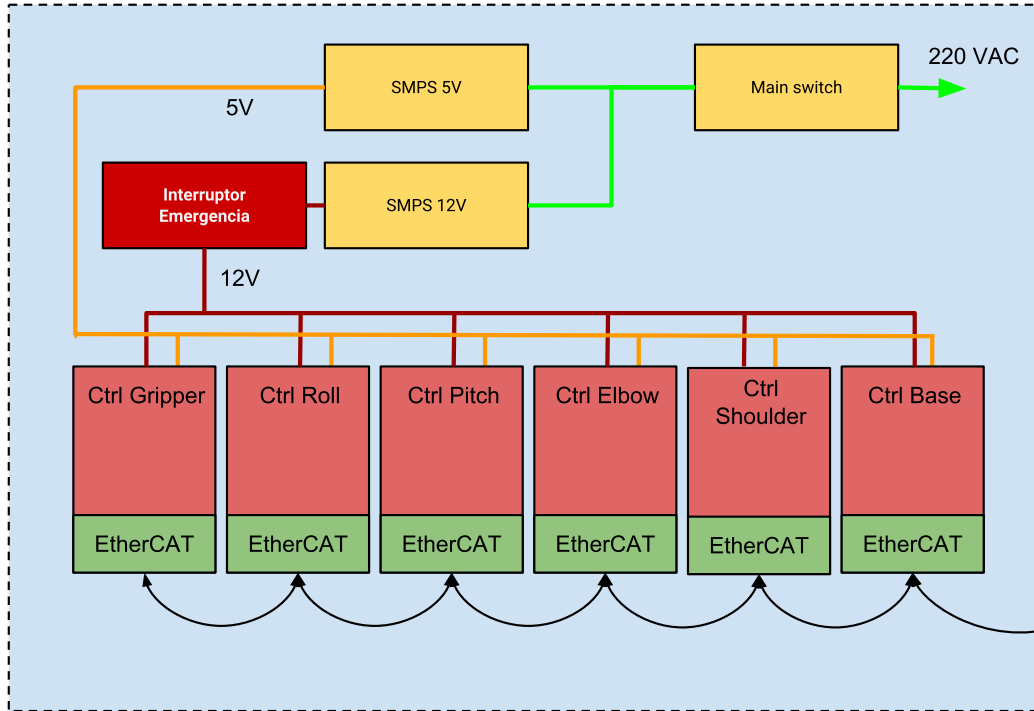 220 VAC
SMPS 5V
Main switch
5V
Interruptor
Emergencia
SMPS 12V
12V
Ctrl Gripper
Ctrl Roll
Ctrl Pitch
Ctrl Elbow
Ctrl
Shoulder
Ctrl Base
EtherCAT
EtherCAT
EtherCAT
EtherCAT
EtherCAT
EtherCAT